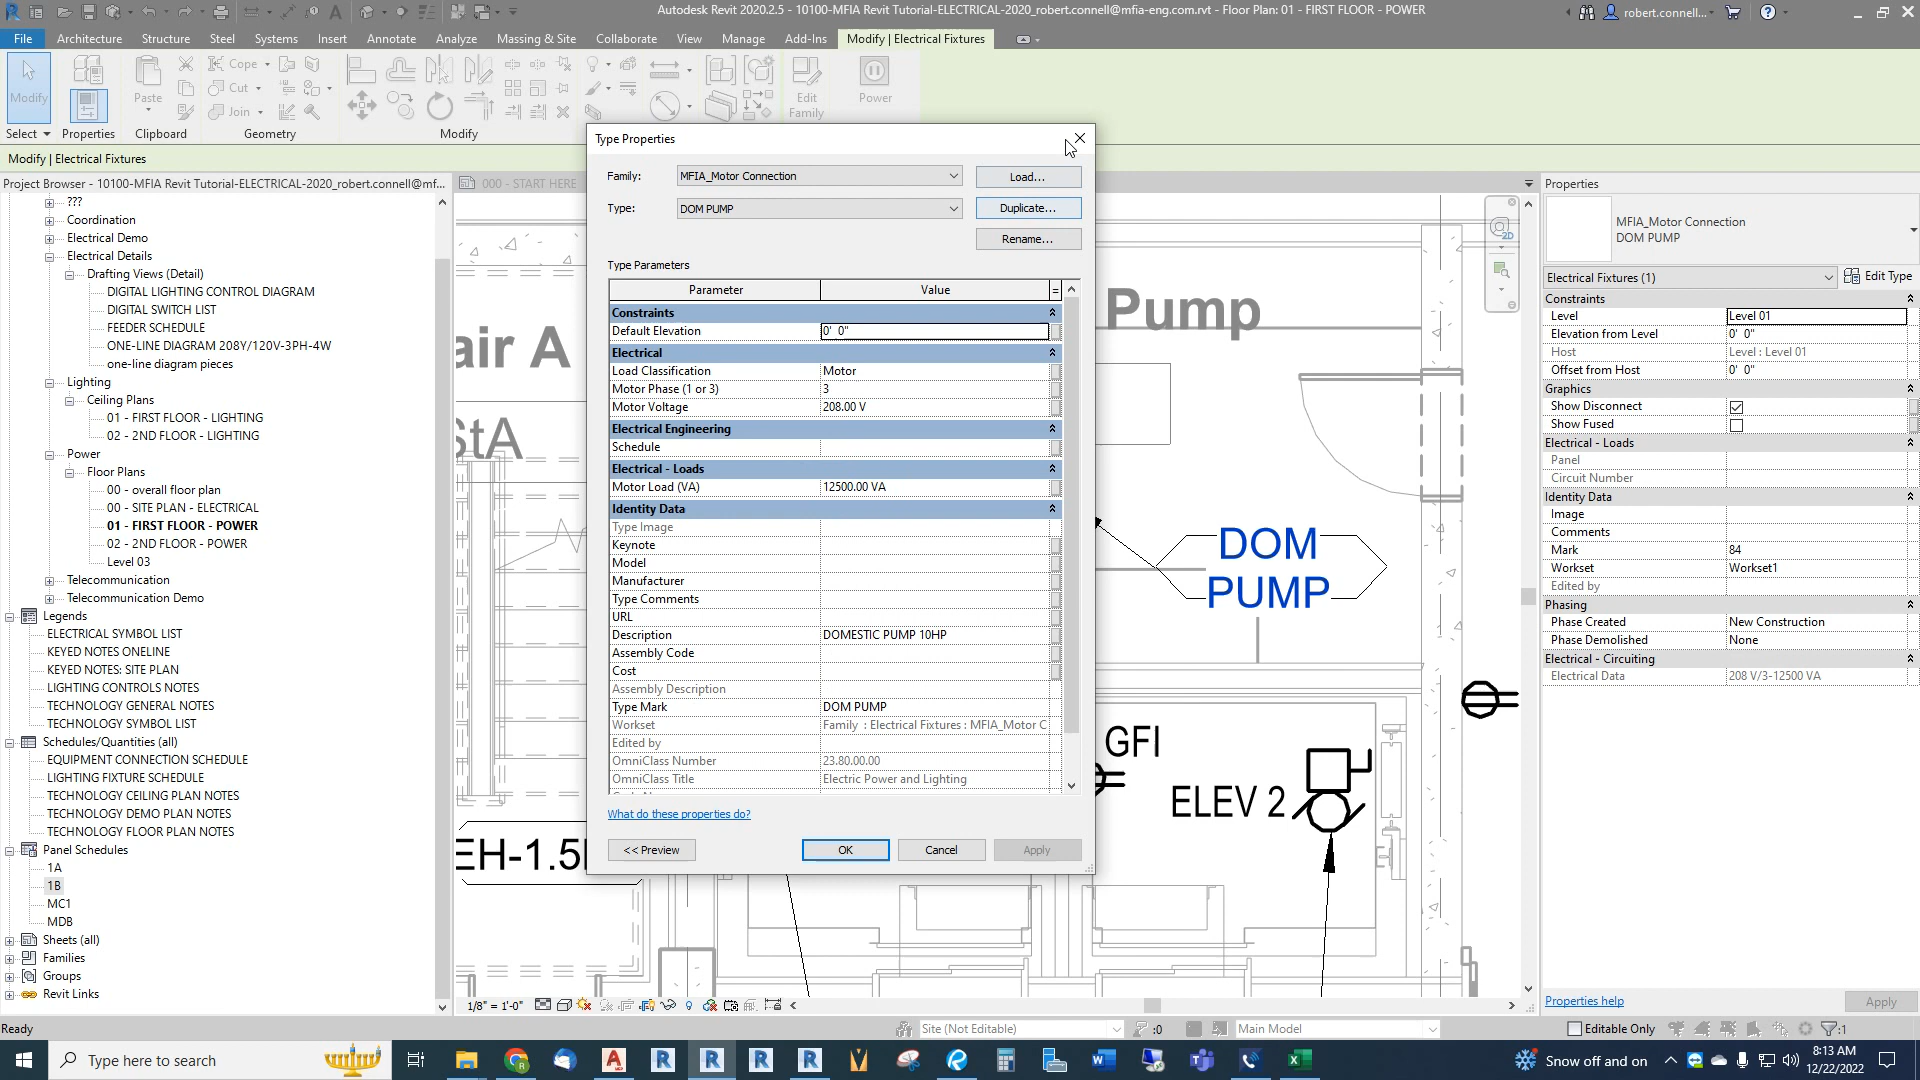 Autodesk Revit 2020.2.5 - 10100-MFIA Revit Tutorial-ELECTRICAL-2020_robert.connell@mfia-eng.com.rvt - Floor Plan: 01 - FIRST FLOOR - POWER
robert.connell...
File Architecture Structure Steel Systems Insert Annotate Analyze Massing & Site Collaborate View Manage Add-Ins Modify | Electrical Fixtures
Modify
Paste
Cope
Cut
Join
Edit Family
Power
Select Properties Clipboard Geometry Modify
Modify | Electrical Fixtures
Project Browser - 10100-MFIA Revit Tutorial-ELECTRICAL-2020_robert.connell@mf...
???
Coordination
Electrical Demo
Electrical Details
Drafting Views (Detail)
DIGITAL LIGHTING CONTROL DIAGRAM
DIGITAL SWITCH LIST
FEEDER SCHEDULE
ONE-LINE DIAGRAM 208Y/120V-3PH-4W
one-line diagram pieces
Lighting
Ceiling Plans
01 - FIRST FLOOR - LIGHTING
02 - 2ND FLOOR - LIGHTING
Power
Floor Plans
00 - overall floor plan
00 - SITE PLAN - ELECTRICAL
01 - FIRST FLOOR - POWER
02 - 2ND FLOOR - POWER
Level 03
Telecommunication
Telecommunication Demo
Legends
ELECTRICAL SYMBOL LIST
KEYED NOTES ONELINE
KEYED NOTES: SITE PLAN
LIGHTING CONTROLS NOTES
TECHNOLOGY GENERAL NOTES
TECHNOLOGY SYMBOL LIST
Schedules/Quantities (all)
EQUIPMENT CONNECTION SCHEDULE
LIGHTING FIXTURE SCHEDULE
TECHNOLOGY CEILING PLAN NOTES
TECHNOLOGY DEMO PLAN NOTES
TECHNOLOGY FLOOR PLAN NOTES
Panel Schedules
1A
1B
MC1
MDB
Sheets (all)
Families
Groups
Revit Links
000 - START HERE
air A
StA
EH-1.5
Type Properties
Family: MFIA_Motor Connection Load...
Type: DOM PUMP Duplicate...
Rename...
Type Parameters
Parameter Value =
Constraints
Default Elevation 0' 0"
Electrical
Load Classification Motor
Motor Phase (1 or 3) 3
Motor Voltage 208.00 V
Electrical Engineering
Schedule
Electrical - Loads
Motor Load (VA) 12500.00 VA
Identity Data
Type Image
Keynote
Model
Manufacturer
Type Comments
URL
Description DOMESTIC PUMP 10HP
Assembly Code
Cost
Assembly Description
Type Mark DOM PUMP
Workset Family : Electrical Fixtures : MFIA_Motor C
Edited by
OmniClass Number 23.80.00.00
OmniClass Title Electric Power and Lighting
What do these properties do?
<< Preview OK Cancel Apply
Pump
DOM
PUMP
GFI
ELEV 2
2D
Properties
MFIA_Motor Connection
DOM PUMP
Electrical Fixtures (1) Edit Type
Constraints
Level Level 01
Elevation from Level 0' 0"
Host Level : Level 01
Offset from Host 0' 0"
Graphics
Show Disconnect
Show Fused
Electrical - Loads
Panel
Circuit Number
Identity Data
Image
Comments
Mark 84
Workset Workset1
Edited by
Phasing
Phase Created New Construction
Phase Demolished None
Electrical - Circuiting
Electrical Data 208 V/3-12500 VA
Properties help Apply
1/8" = 1'-0"
Ready
Site (Not Editable) :0 Main Model Editable Only :1
Type here to search
Snow off and on
8:13 AM
12/22/2022